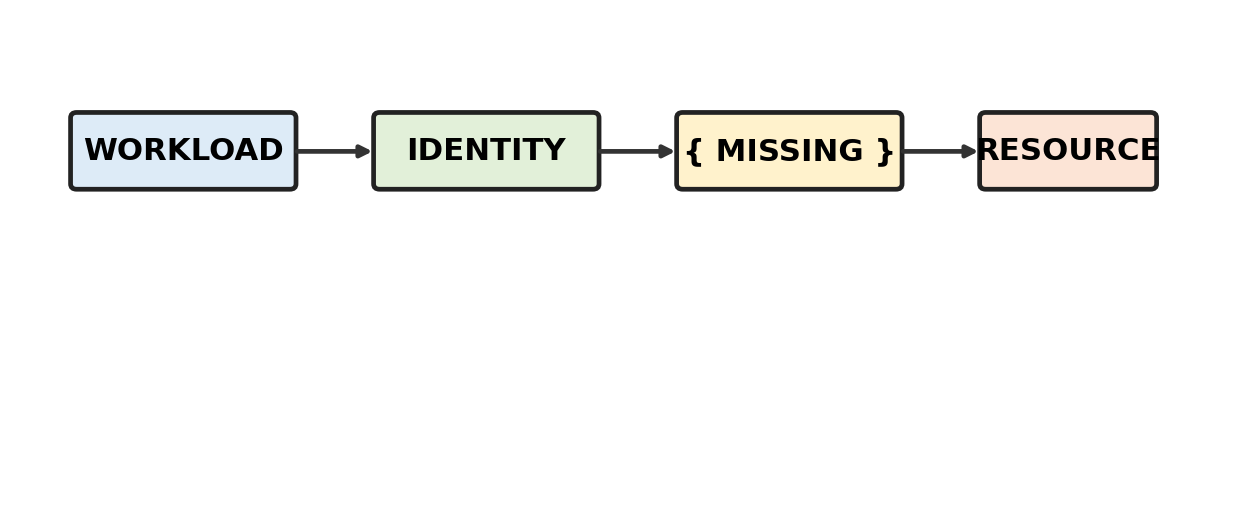 WORKLOAD
IDENTITY
{ MISSING }
RESOURCE